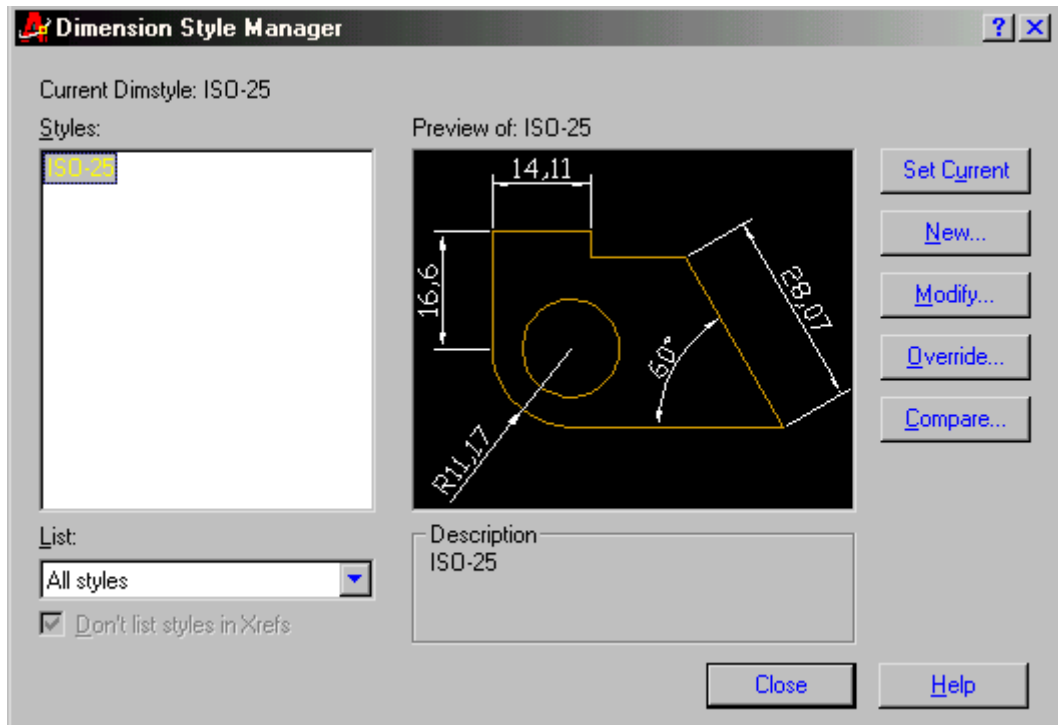 Dimension Style Manager
Current Dimstyle: ISO-25
Styles:
ISO-25
Preview of: ISO-25
14,11
16,6
28,07
60°
R11,17
Set Current
New...
Modify...
Override...
Compare...
List:
All styles
Don't list styles in Xrefs
Description
ISO-25
Close
Help